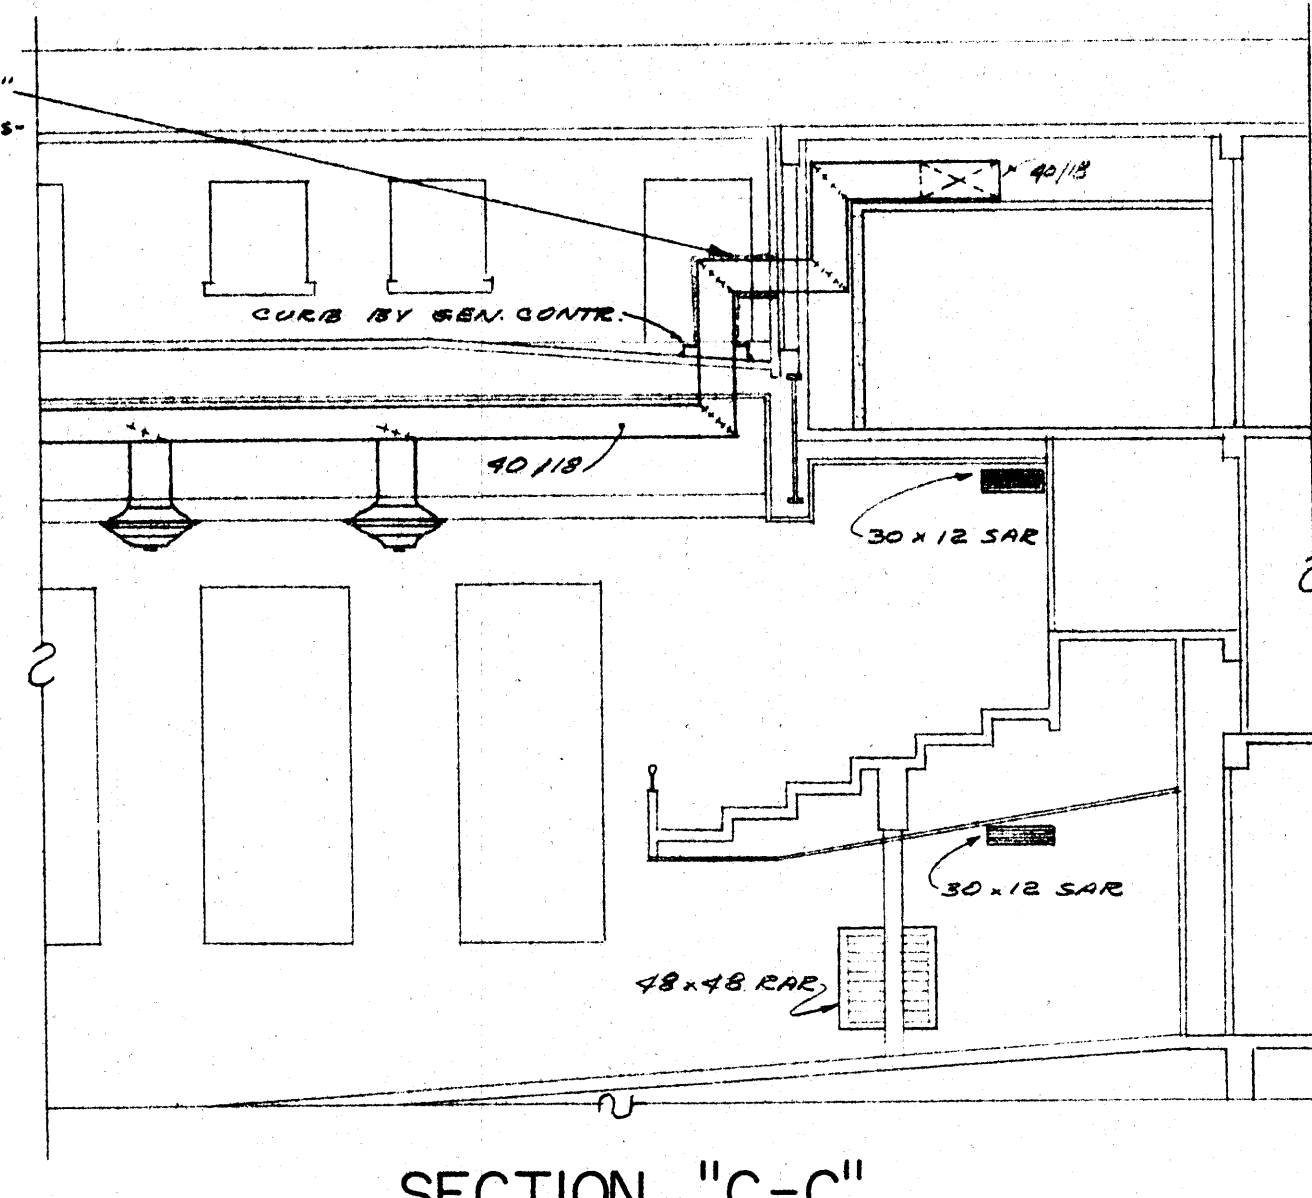 "
S-
40/18
CURB BY GEN. CONTR.
40/18
30 x 12 SAR
30 x 12 SAR
48 x 48 RAR
SECTION "C-C"